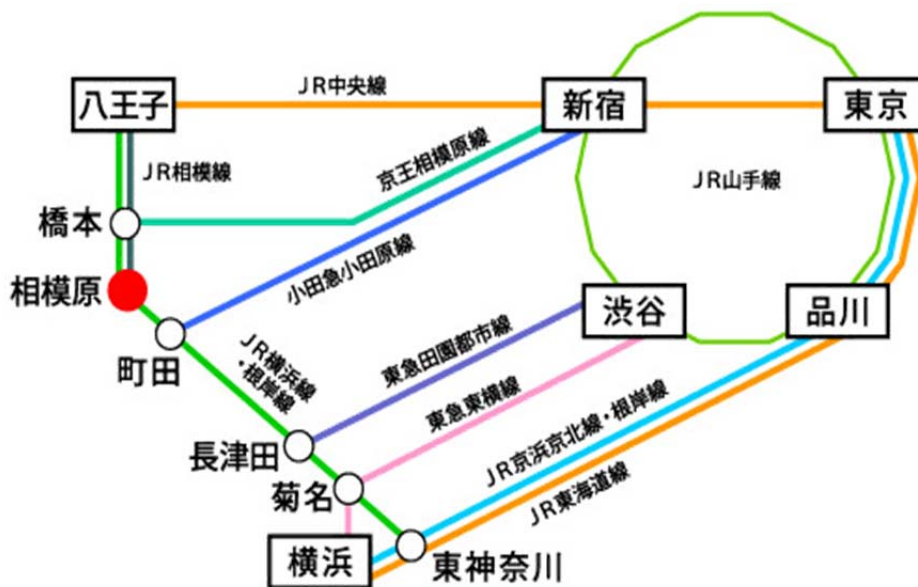 JR中央線
八王子
新宿
東京
JR相模線
京王相模原線
JR山手線
橋本
小田急小田原線
相模原
渋谷
品川
町田
JR横浜線
・根岸線
東急田園都市線
東急東横線
長津田
JR京浜京北線・根岸線
菊名
JR東海道線
横浜
東神奈川